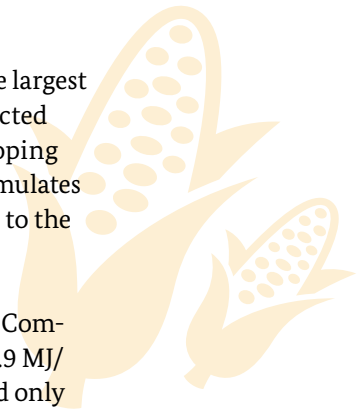 e largest
cted
pping
mulates
to the
Com-
.9 MJ/
d only